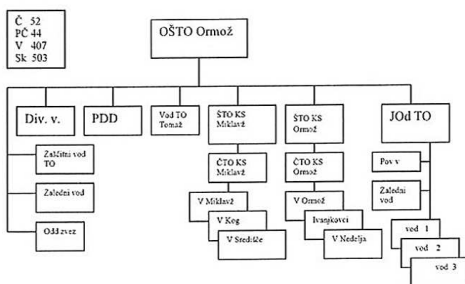 Č 52
PČ 44
V 407
Sk 503
OŠTO Ormož
Div. v.
PDD
Vod TO
Tomaž
ŠTO KS
Miklavž
ŠTO KS
Ormož
JOd TO
Zaščitni vod
TO
Zaledni vod
Odd zvez
ČTO KS
Miklavž
V Miklavž
V Kog
V Središče
ČTO KS
Ormož
V Ormož
Ivanjkovci
V Nedelja
Pov v
Zaledni
vod
vod 1
vod 2
vod 3